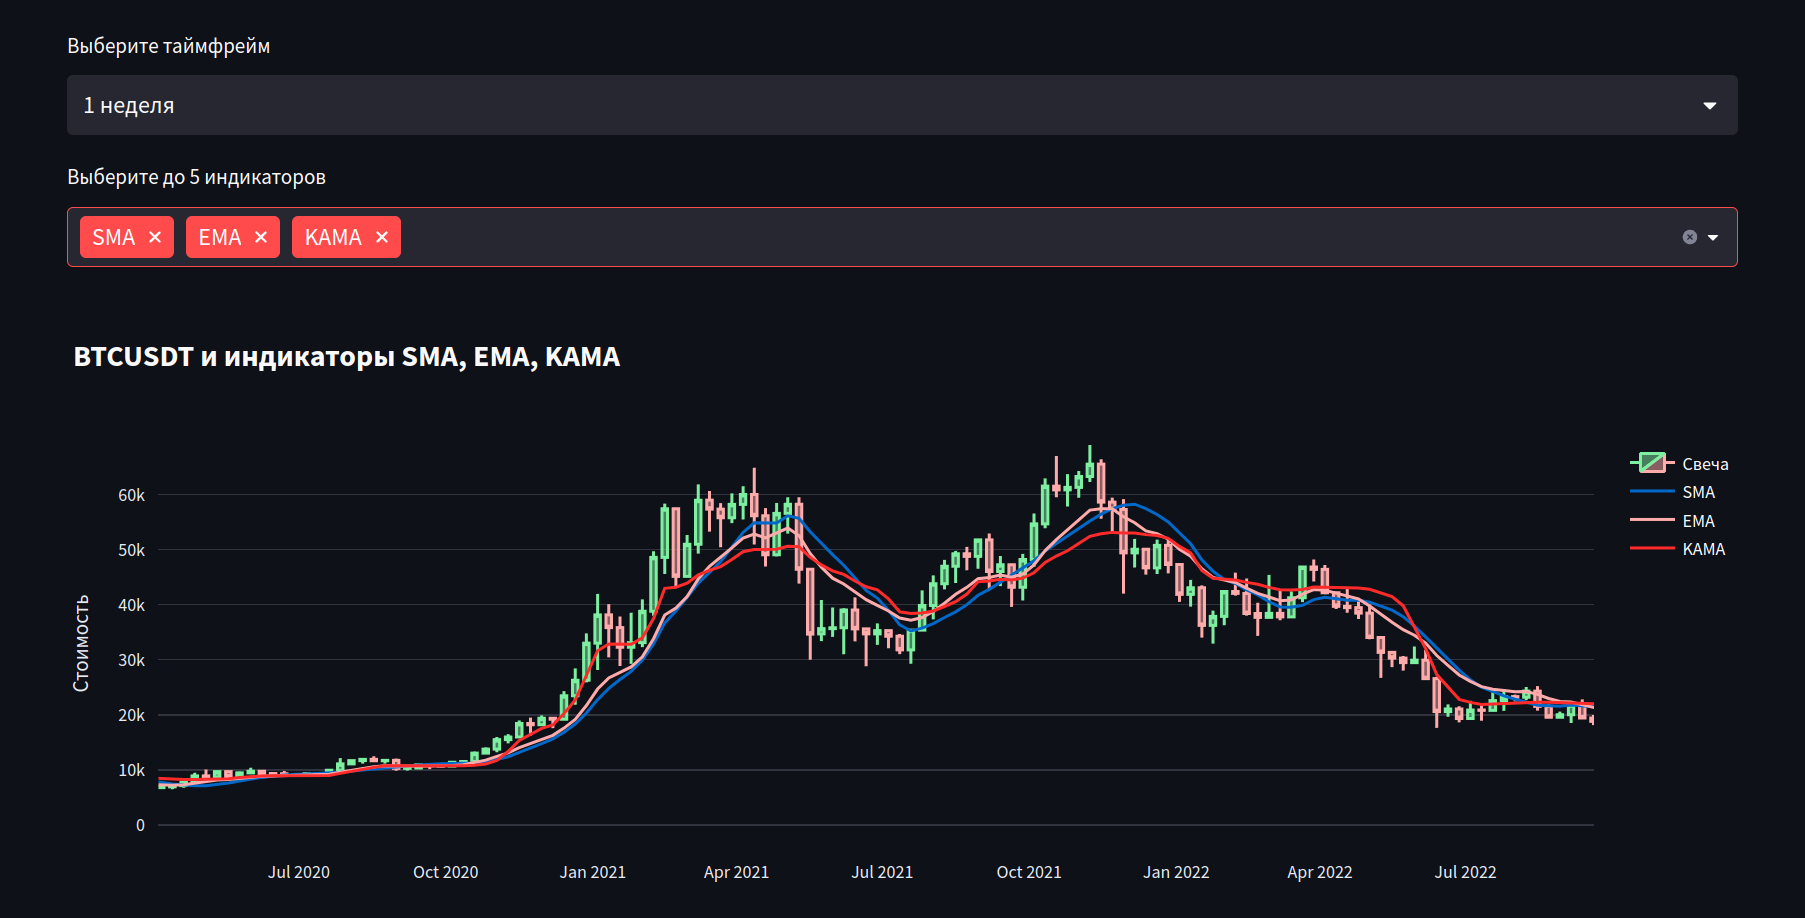 Выберите таймфрейм
1 неделя
Выберите до 5 индикаторов
SMA EMA KAMA
BTCUSDT и индикаторы SMA, EMA, KAMA
Стоимость
60k
50k
40k
30k
20k
10k
0
Jul 2020 Oct 2020 Jan 2021 Apr 2021 Jul 2021 Oct 2021 Jan 2022 Apr 2022 Jul 2022
Свеча
SMA
EMA
KAMA